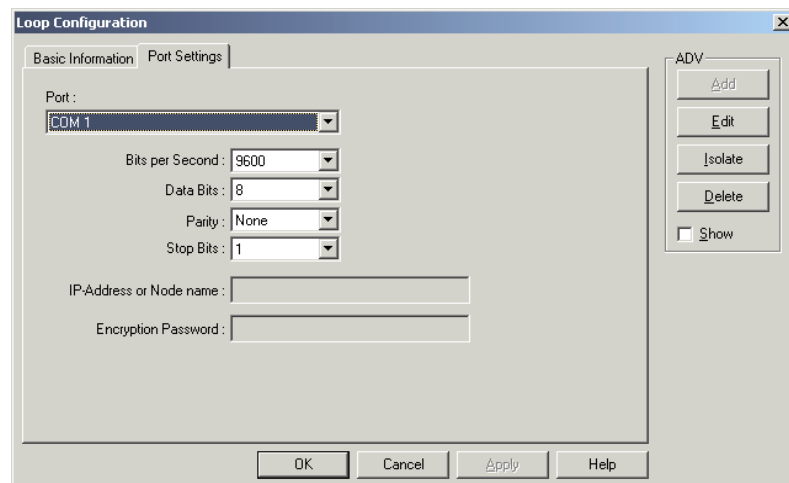 Loop Configuration
Basic Information
Port Settings
Port :
COM 1
Bits per Second : 9600
Data Bits : 8
Parity : None
Stop Bits : 1
IP-Address or Node name :
Encryption Password :
OK
Cancel
Apply
Help
ADV
Add
Edit
Isolate
Delete
Show